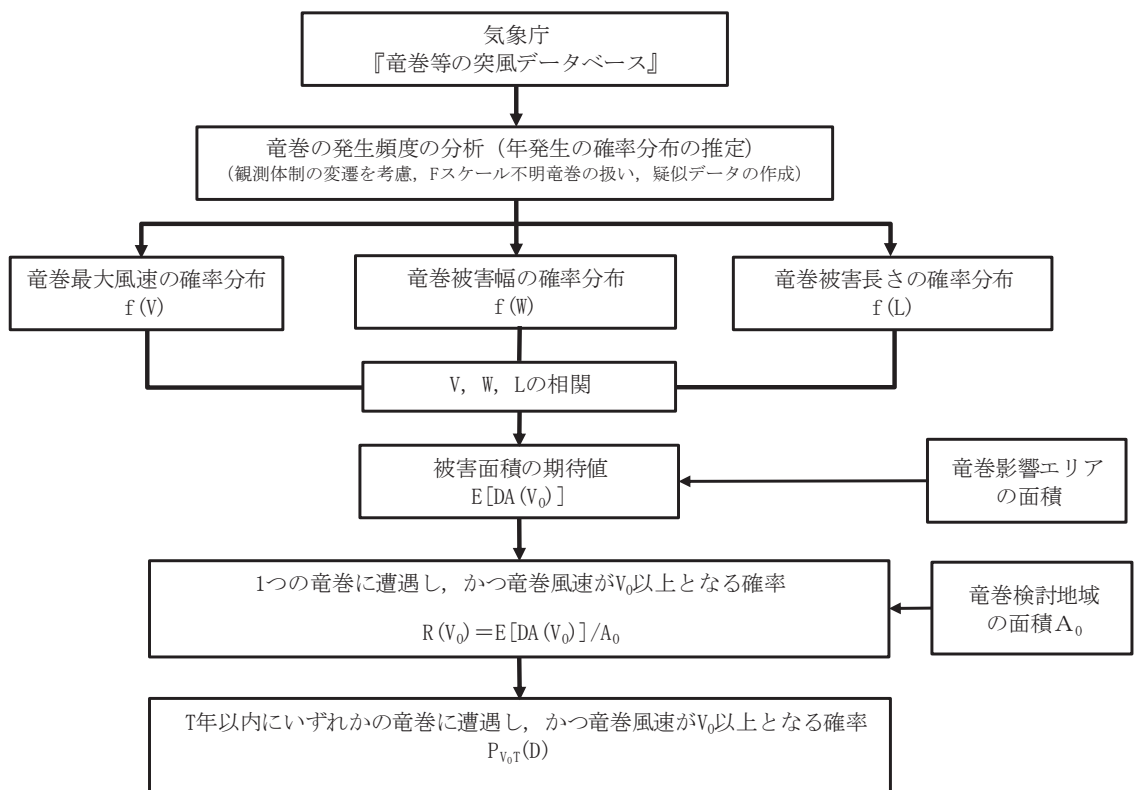 気象庁
『竜巻等の突風データベース』
竜巻の発生頻度の分析（年発生の確率分布の推定）
（観測体制の変遷を考慮，Fスケール不明竜巻の扱い，疑似データの作成）
竜巻最大風速の確率分布
f(V)
竜巻被害幅の確率分布
f(W)
竜巻被害長さの確率分布
f(L)
V, W, Lの相関
被害面積の期待値
E[DA(V₀)]
竜巻影響エリア
の面積
1つの竜巻に遭遇し，かつ竜巻風速がV₀以上となる確率
R(V₀)＝E[DA(V₀)]/A₀
竜巻検討地域
の面積A₀
T年以内にいずれかの竜巻に遭遇し，かつ竜巻風速がV₀以上となる確率
P_{V₀T}(D)